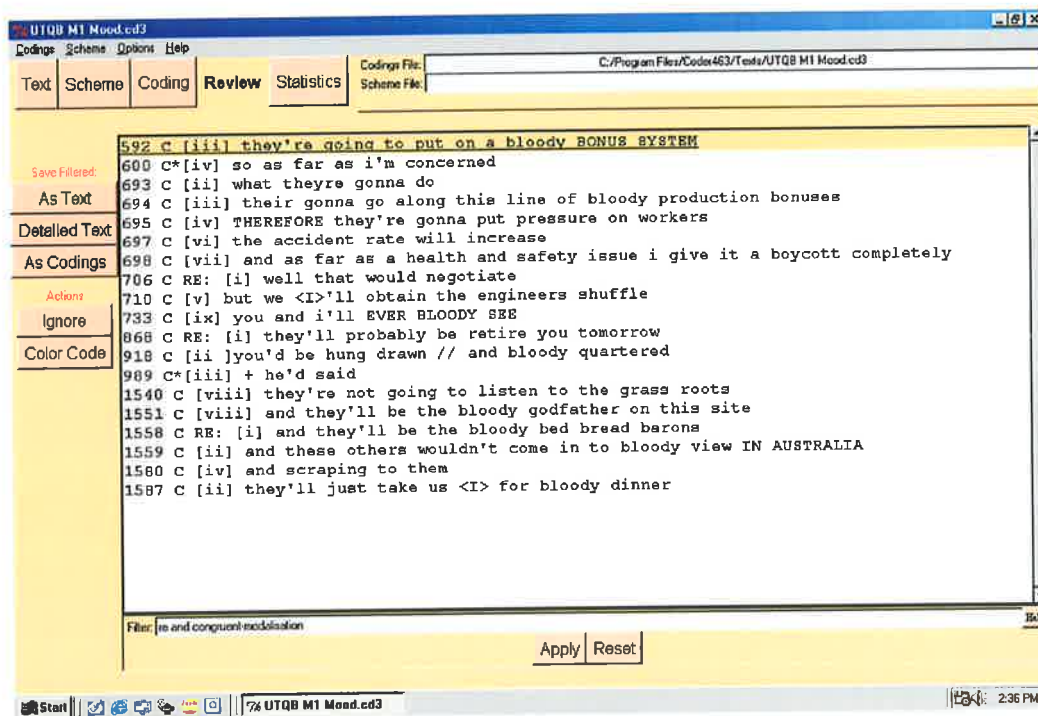 UTQB M1 Mood.cd3
Codings Scheme Options Help
Text Scheme Coding Review Statistics
Codings File: C:/Program Files/Coder463/Texts/UTQB M1 Mood.cd3
Scheme File:
592 C [iii] they're going to put on a bloody BONUS SYSTEM
600 C*[iv] so as far as i'm concerned
693 C [ii] what theyre gonna do
694 C [iii] their gonna go along this line of bloody production bonuses
695 C [iv] THEREFORE they're gonna put pressure on workers
697 C [vi] the accident rate will increase
698 C [vii] and as far as a health and safety issue i give it a boycott completely
706 C RE: [i] well that would negotiate
710 C [v] but we <I>'ll obtain the engineers shuffle
733 C [ix] you and i'll EVER BLOODY SEE
868 C RE: [i] they'll probably be retire you tomorrow
918 C [ii ]you'd be hung drawn // and bloody quartered
989 C*[iii] + he'd said
1540 C [viii] they're not going to listen to the grass roots
1551 C [viii] and they'll be the bloody godfather on this site
1558 C RE: [i] and they'll be the bloody bed bread barons
1559 C [ii] and these others wouldn't come in to bloody view IN AUSTRALIA
1580 C [iv] and scraping to them
1587 C [ii] they'll just take us <I> for bloody dinner
Save Filtered:
As Text
Detailed Text
As Codings
Actions
Ignore
Color Code
Filter: re and congruent-modalisation
Apply Reset
Start UTQB M1 Mood.cd3 2:36 PM